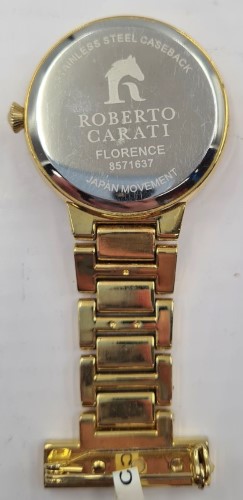 STAINLESS STEEL CASEBACK
ROBERTO
CARATI
FLORENCE
8571637
JAPAN MOVEMENT
C C